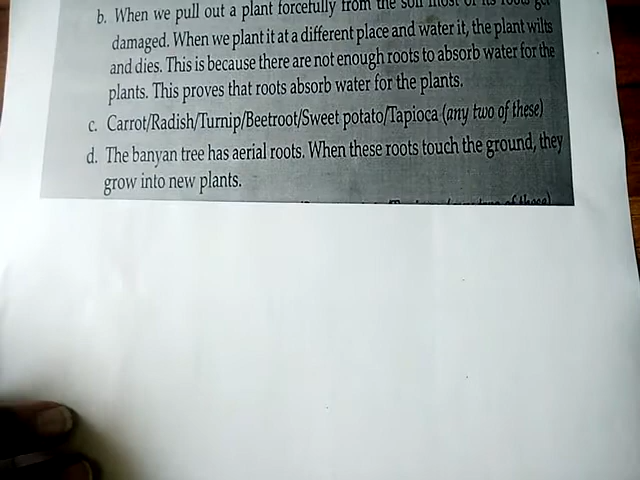 b. When we pull out a plant forcefully from the soil most of its roots get
damaged. When we plant it at a different place and water it, the plant wilts
and dies. This is because there are not enough roots to absorb water for the
plants. This proves that roots absorb water for the plants.
c. Carrot/Radish/Turnip/Beetroot/Sweet potato/Tapioca (any two of these)
d. The banyan tree has aerial roots. When these roots touch the ground, they
grow into new plants.